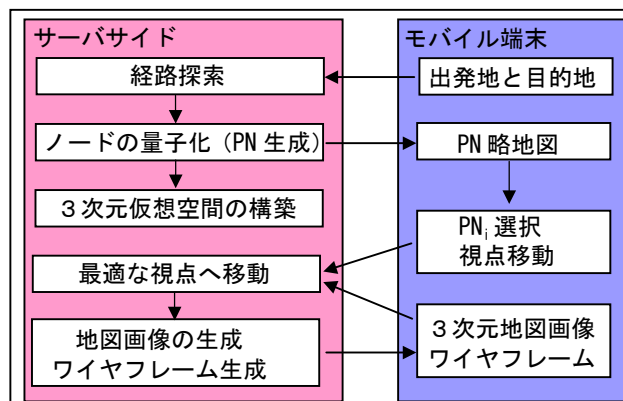 サーバサイド
経路探索
ノードの量子化（PN 生成）
３次元仮想空間の構築
最適な視点へ移動
地図画像の生成
ワイヤフレーム生成
モバイル端末
出発地と目的地
PN 略地図
PNi 選択
視点移動
３次元地図画像
ワイヤフレーム